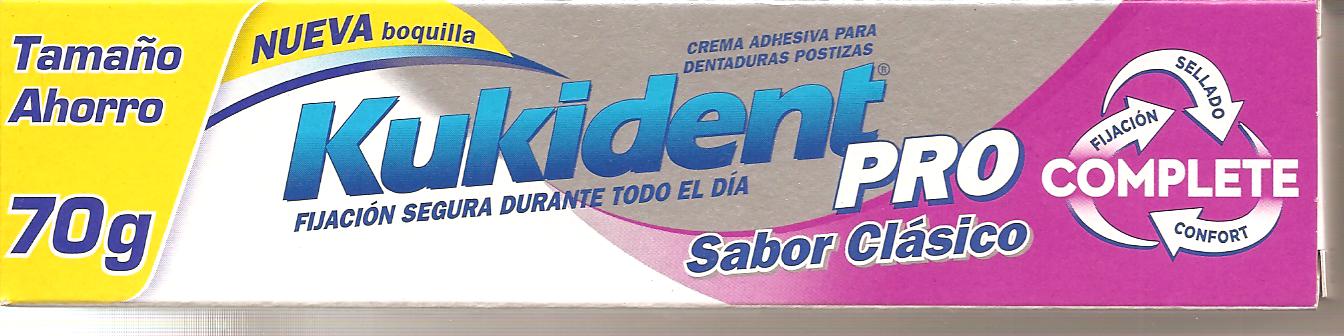 Tamaño
Ahorro
70g
NUEVA boquilla
CREMA ADHESIVA PARA
DENTADURAS POSTIZAS
Kukident®
PRO
FIJACIÓN SEGURA DURANTE TODO EL DÍA
Sabor Clásico
SELLADO
FIJACIÓN
COMPLETE
CONFORT